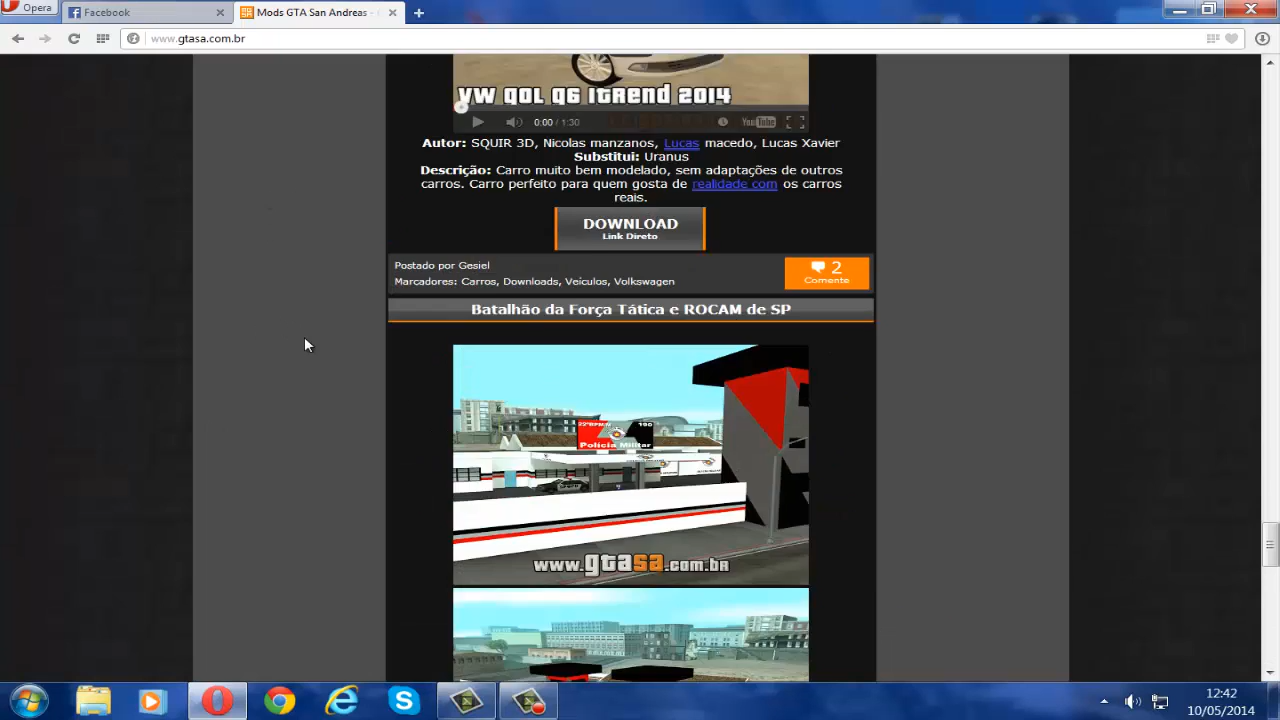 Opera
Facebook
Mods GTA San Andreas -
www.gtasa.com.br
VW GOL G6 ITREND 2014
0:00 / 1:30
YouTube
Autor: SQUIR 3D, Nicolas manzanos, Lucas macedo, Lucas Xavier
Substitui: Uranus
Descrição: Carro muito bem modelado, sem adaptações de outros
carros. Carro perfeito para quem gosta de realidade com os carros
reais.
DOWNLOAD
Link Direto
Postado por Gesiel
Marcadores: Carros, Downloads, Veículos, Volkswagen
2
Comente
Batalhão da Força Tática e ROCAM de SP
190
Polícia Militar
www.gtasa.com.br
12:42
10/05/2014